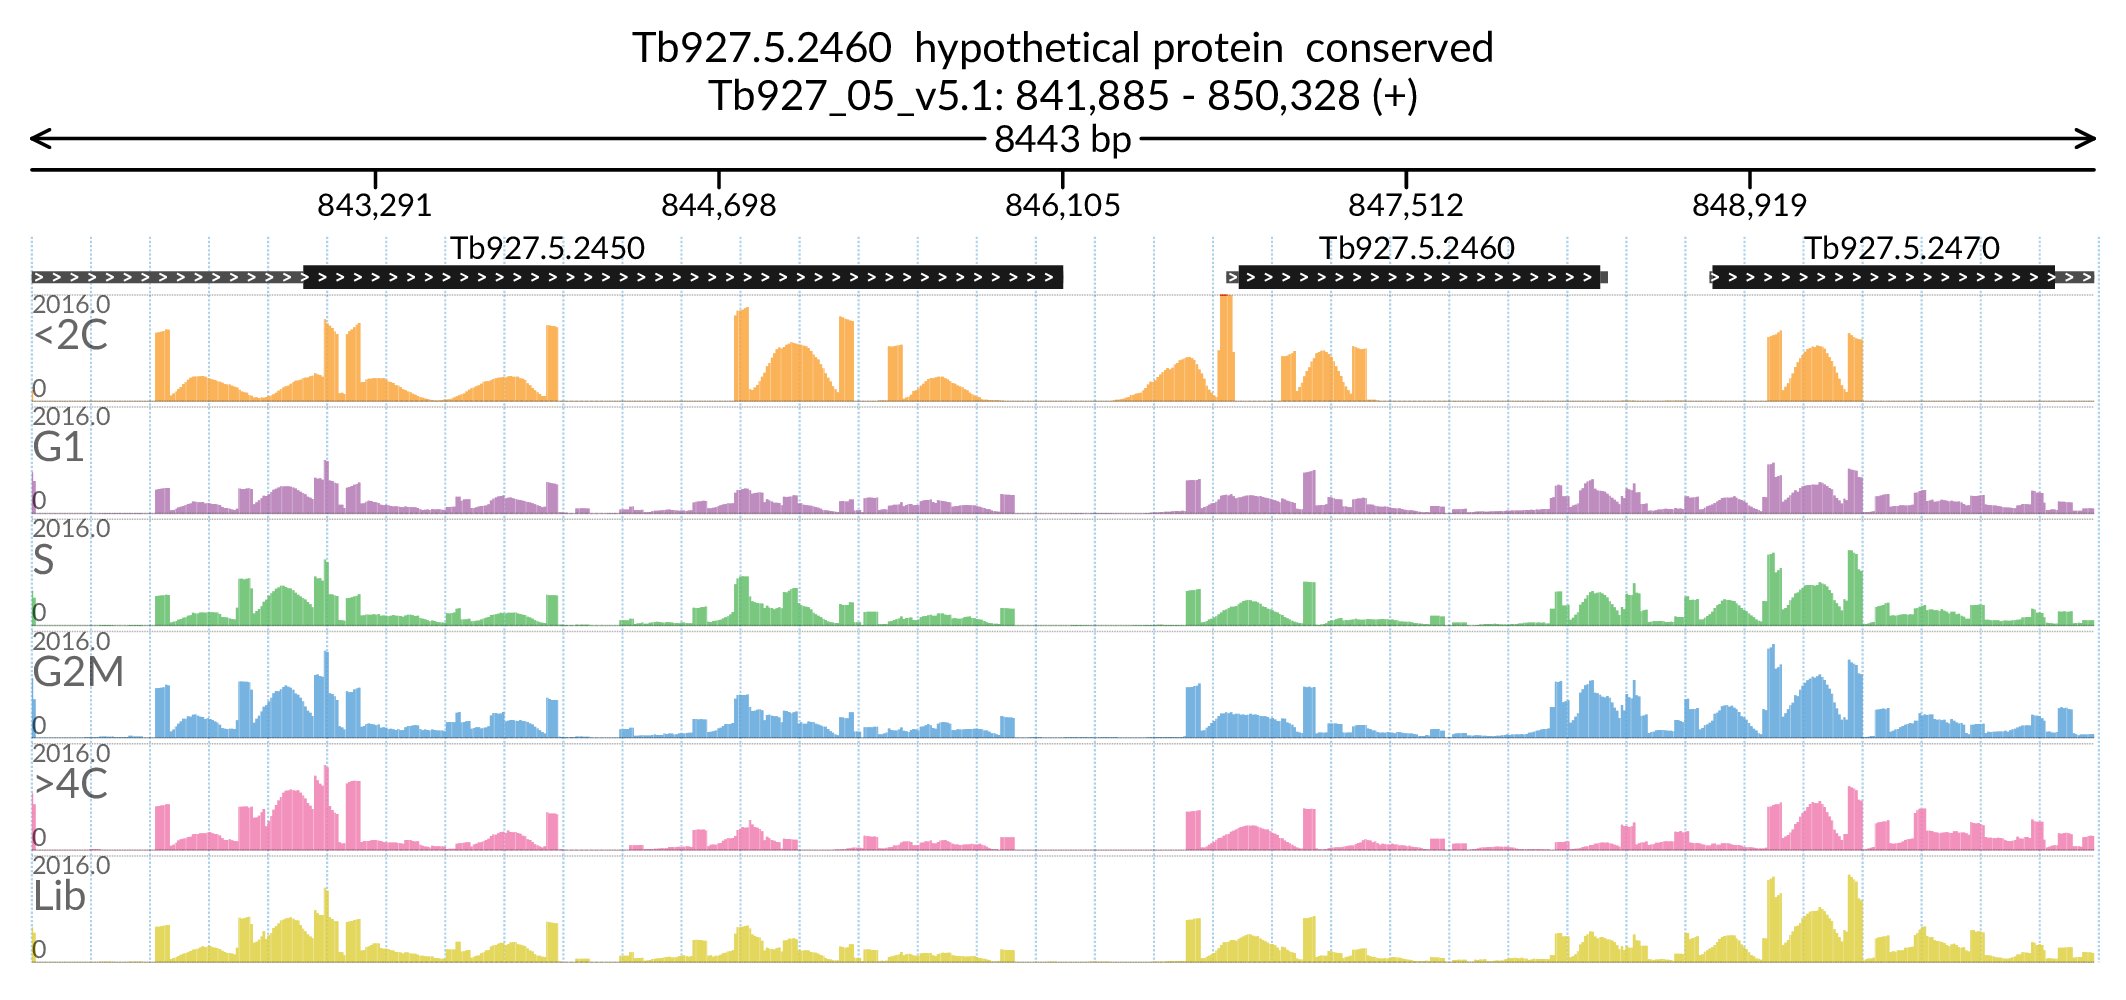 Tb927.5.2460  hypothetical protein  conserved
Tb927_05_v5.1: 841,885 - 850,328 (+)
8443 bp
843,291 844,698 846,105 847,512 848,919
Tb927.5.2450 Tb927.5.2460 Tb927.5.2470
2016.0
<2C
0
2016.0
G1
0
2016.0
S
0
2016.0
G2M
0
2016.0
>4C
0
2016.0
Lib
0